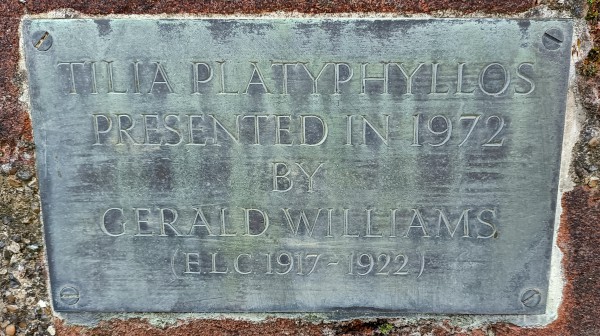 TILIA PLATYPHYLLOS
PRESENTED IN 1972
BY
GERALD WILLIAMS
(E.L.C 1917 - 1922)